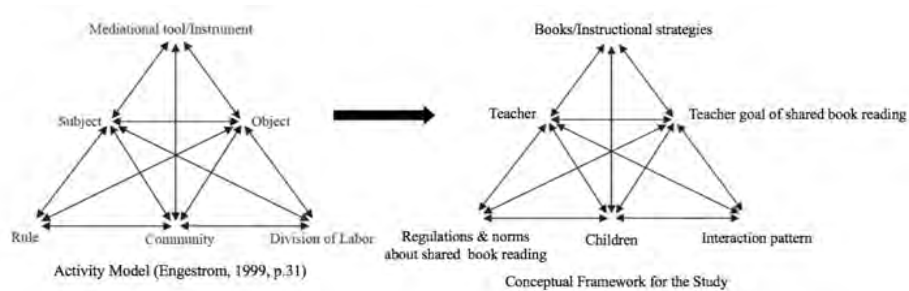 Mediational tool/Instrument
Subject
Object
Rule
Community
Division of Labor
Activity Model (Engestrom, 1999, p.31)
Books/Instructional strategies
Teacher
Teacher goal of shared book reading
Regulations & norms
about shared book reading
Children
Interaction pattern
Conceptual Framework for the Study